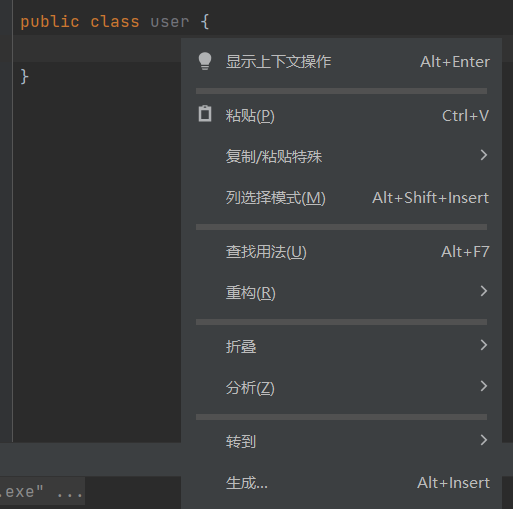 public class user {
}
显示上下文操作 Alt+Enter
粘贴(P) Ctrl+V
复制/粘贴特殊
列选择模式(M) Alt+Shift+Insert
查找用法(U) Alt+F7
重构(R)
折叠
分析(Z)
转到
生成... Alt+Insert
.exe" ...